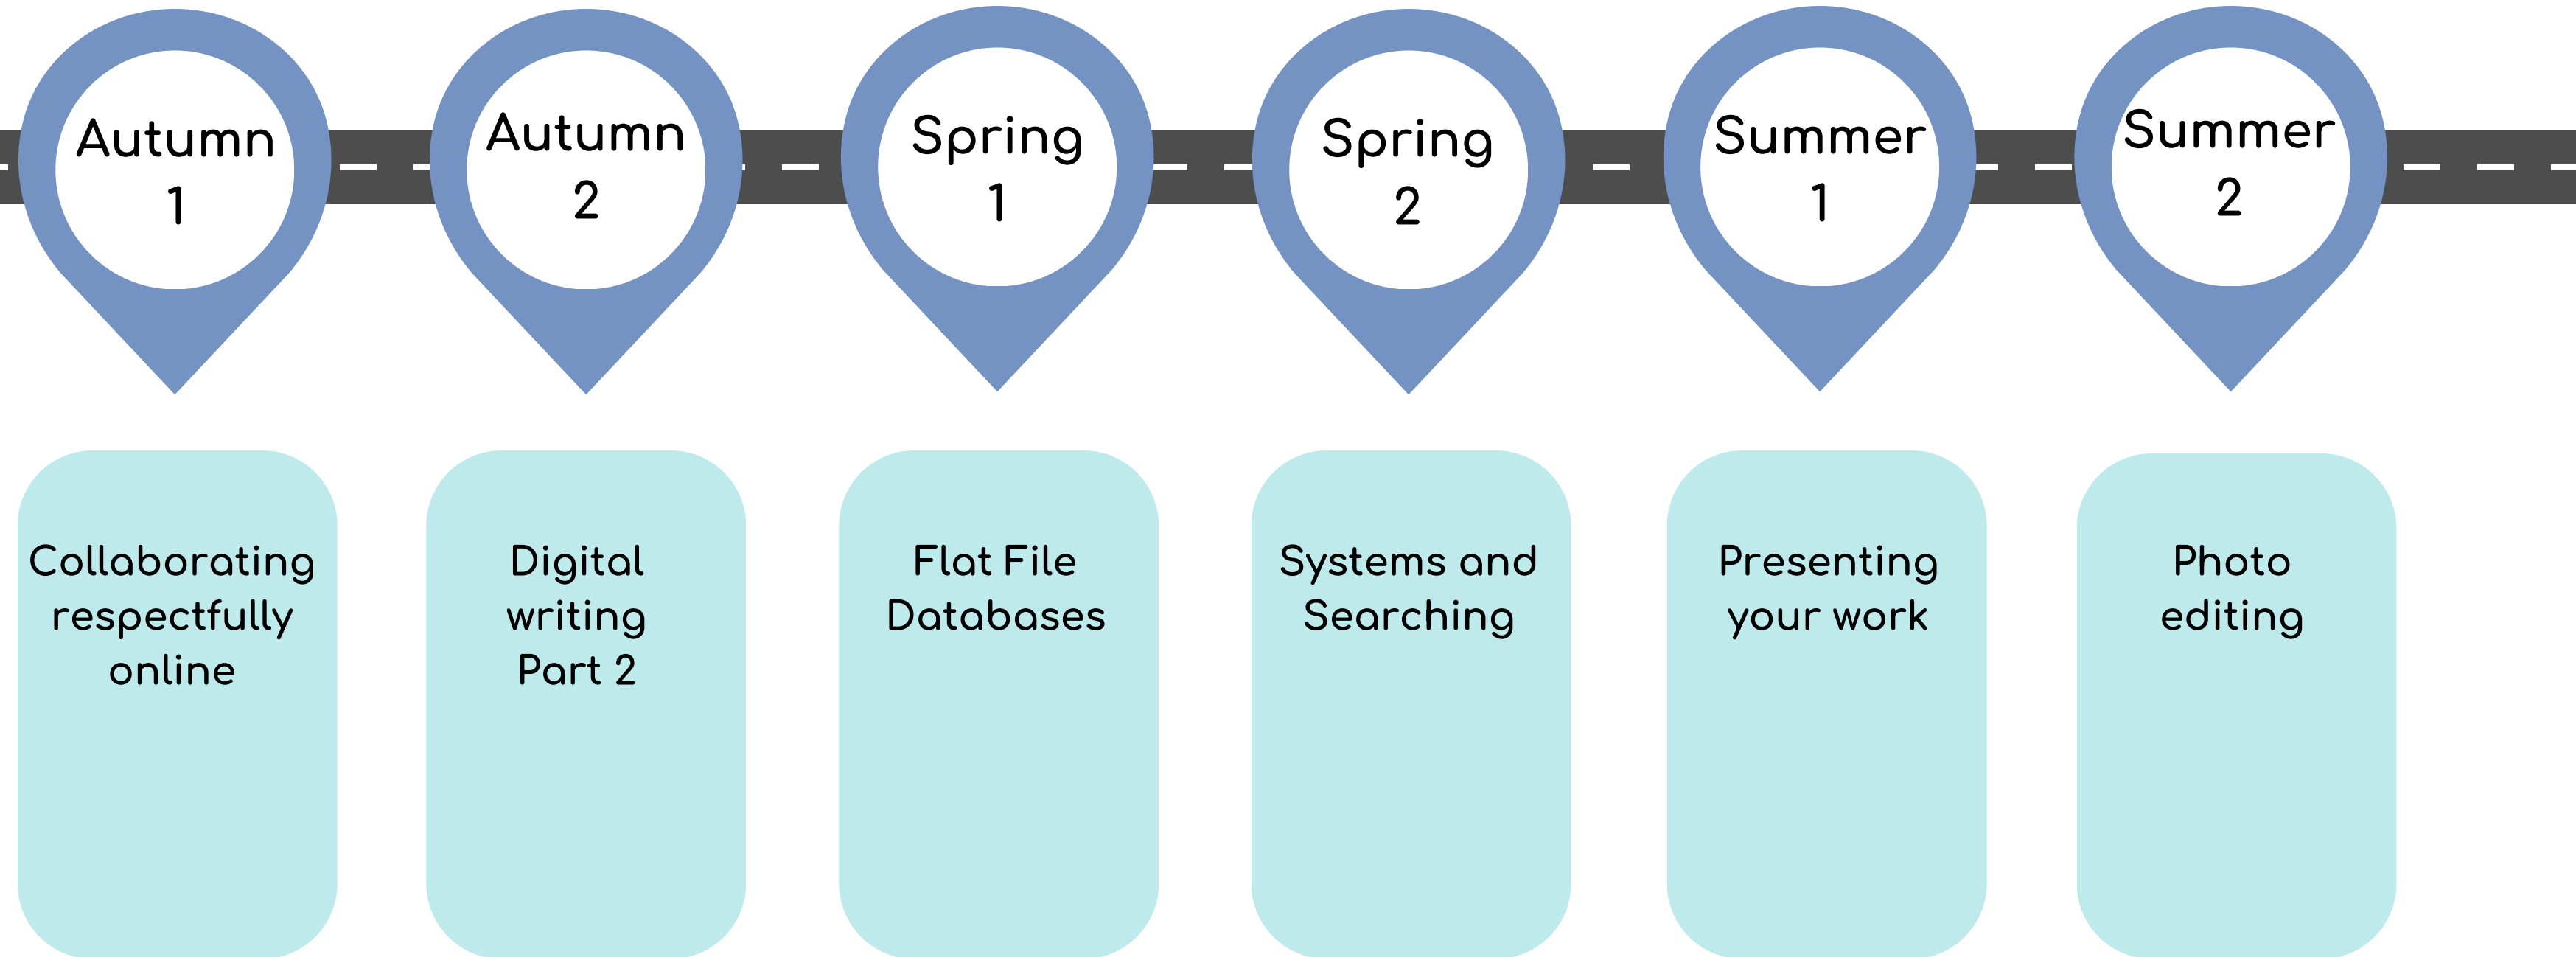 Autumn
1
Autumn
2
Spring
1
Spring
2
Summer
1
Summer
2
Collaborating
respectfully
online
Digital
writing
Part 2
Flat File
Databases
Systems and
Searching
Presenting
your work
Photo
editing